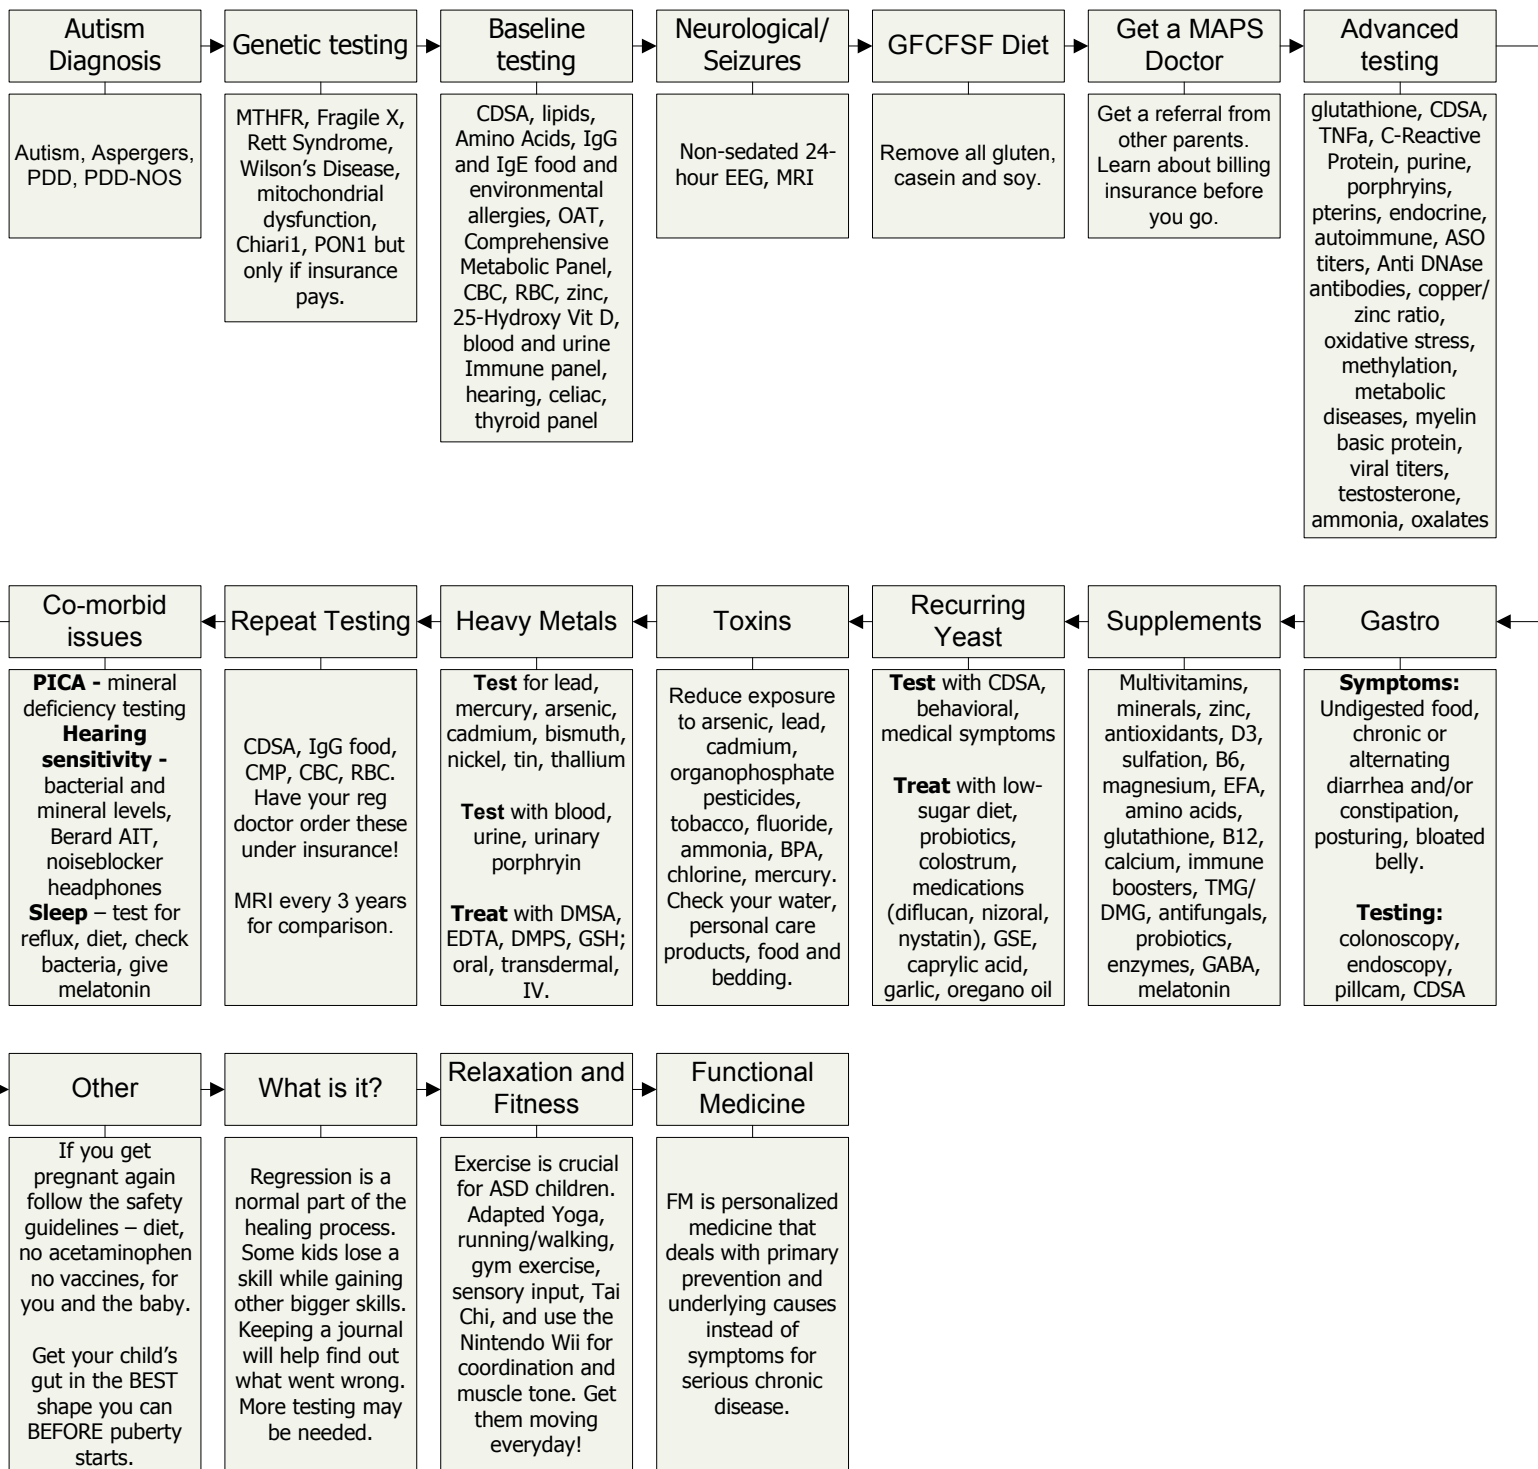 Autism
Diagnosis
Genetic testing
Baseline
testing
Neurological/
Seizures
GFCFSF Diet
Get a MAPS
Doctor
Advanced
testing
Autism, Aspergers,
PDD, PDD-NOS
MTHFR, Fragile X,
Rett Syndrome,
Wilson’s Disease,
mitochondrial
dysfunction,
Chiari1, PON1 but
only if insurance
pays.
CDSA, lipids,
Amino Acids, IgG
and IgE food and
environmental
allergies, OAT,
Comprehensive
Metabolic Panel,
CBC, RBC, zinc,
25-Hydroxy Vit D,
blood and urine
Immune panel,
hearing, celiac,
thyroid panel
Non-sedated 24-
hour EEG, MRI
Remove all gluten,
casein and soy.
Get a referral from
other parents.
Learn about billing
insurance before
you go.
glutathione, CDSA,
TNFa, C-Reactive
Protein, purine,
porphryins,
pterins, endocrine,
autoimmune, ASO
titers, Anti DNAse
antibodies, copper/
zinc ratio,
oxidative stress,
methylation,
metabolic
diseases, myelin
basic protein,
viral titers,
testosterone,
ammonia, oxalates
Co-morbid
issues
Repeat Testing
Heavy Metals
Toxins
Recurring
Yeast
Supplements
Gastro
PICA - mineral
deficiency testing
Hearing
sensitivity -
bacterial and
mineral levels,
Berard AIT,
noiseblocker
headphones
Sleep – test for
reflux, diet, check
bacteria, give
melatonin
CDSA, IgG food,
CMP, CBC, RBC.
Have your reg
doctor order these
under insurance!
MRI every 3 years
for comparison.
Test for lead,
mercury, arsenic,
cadmium, bismuth,
nickel, tin, thallium
Test with blood,
urine, urinary
porphryin
Treat with DMSA,
EDTA, DMPS, GSH;
oral, transdermal,
IV.
Reduce exposure
to arsenic, lead,
cadmium,
organophosphate
pesticides,
tobacco, fluoride,
ammonia, BPA,
chlorine, mercury.
Check your water,
personal care
products, food and
bedding.
Test with CDSA,
behavioral,
medical symptoms
Treat with low-
sugar diet,
probiotics,
colostrum,
medications
(diflucan, nizoral,
nystatin), GSE,
caprylic acid,
garlic, oregano oil
Multivitamins,
minerals, zinc,
antioxidants, D3,
sulfation, B6,
magnesium, EFA,
amino acids,
glutathione, B12,
calcium, immune
boosters, TMG/
DMG, antifungals,
probiotics,
enzymes, GABA,
melatonin
Symptoms:
Undigested food,
chronic or
alternating
diarrhea and/or
constipation,
posturing, bloated
belly.
Testing:
colonoscopy,
endoscopy,
pillcam, CDSA
Other
What is it?
Relaxation and
Fitness
Functional
Medicine
If you get
pregnant again
follow the safety
guidelines – diet,
no acetaminophen
no vaccines, for
you and the baby.
Get your child’s
gut in the BEST
shape you can
BEFORE puberty
starts.
Regression is a
normal part of the
healing process.
Some kids lose a
skill while gaining
other bigger skills.
Keeping a journal
will help find out
what went wrong.
More testing may
be needed.
Exercise is crucial
for ASD children.
Adapted Yoga,
running/walking,
gym exercise,
sensory input, Tai
Chi, and use the
Nintendo Wii for
coordination and
muscle tone. Get
them moving
everyday!
FM is personalized
medicine that
deals with primary
prevention and
underlying causes
instead of
symptoms for
serious chronic
disease.